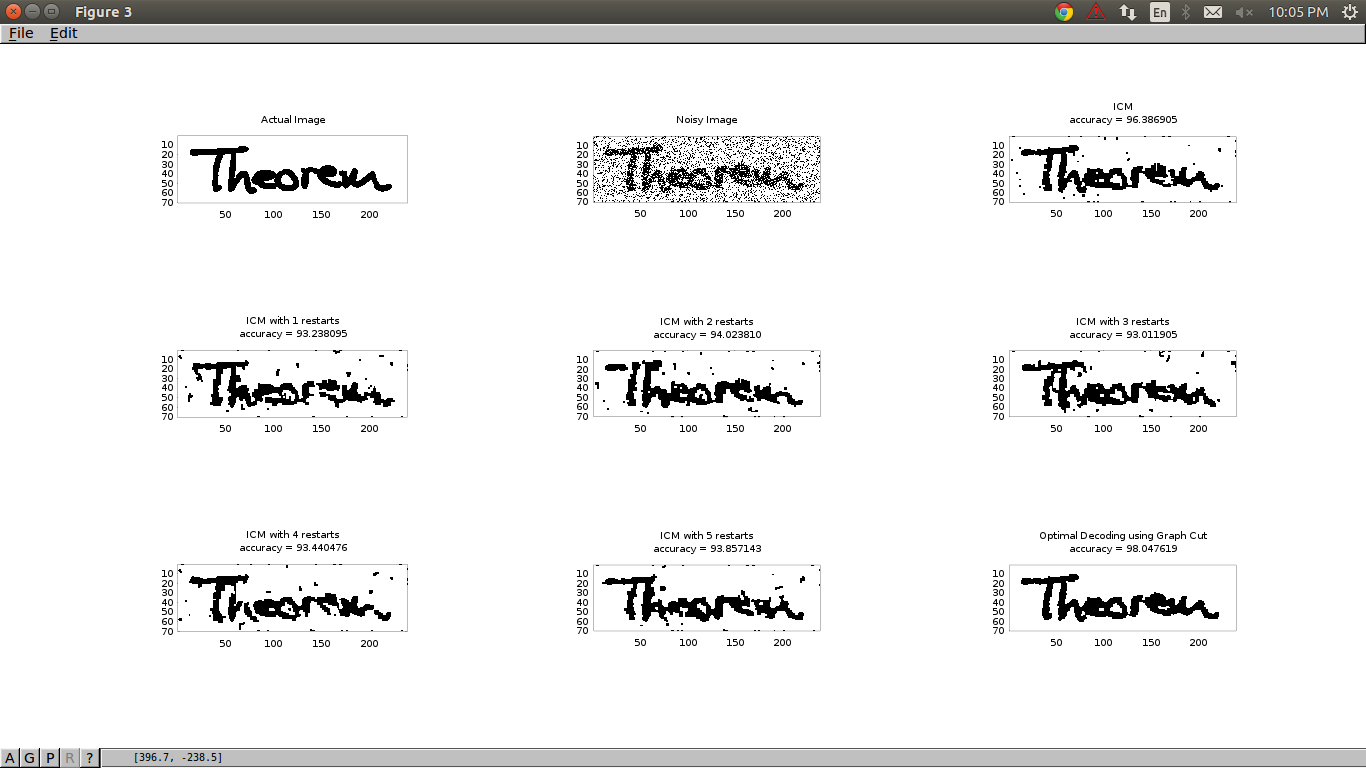 Figure 3
En
10:05 PM
File Edit
Actual Image
10
20
30
40
50
60
70
50 100 150 200
Theorem
Noisy Image
10
20
30
40
50
60
70
50 100 150 200
Theorem
ICM
accuracy = 96.386905
10
20
30
40
50
60
70
50 100 150 200
Theorem
ICM with 1 restarts
accuracy = 93.238095
10
20
30
40
50
60
70
50 100 150 200
Theorem
ICM with 2 restarts
accuracy = 94.023810
10
20
30
40
50
60
70
50 100 150 200
Theorem
ICM with 3 restarts
accuracy = 93.011905
10
20
30
40
50
60
70
50 100 150 200
Theorem
ICM with 4 restarts
accuracy = 93.440476
10
20
30
40
50
60
70
50 100 150 200
Theorem
ICM with 5 restarts
accuracy = 93.857143
10
20
30
40
50
60
70
50 100 150 200
Theorem
Optimal Decoding using Graph Cut
accuracy = 98.047619
10
20
30
40
50
60
70
50 100 150 200
Theorem
A G P R ? [396.7, -238.5]